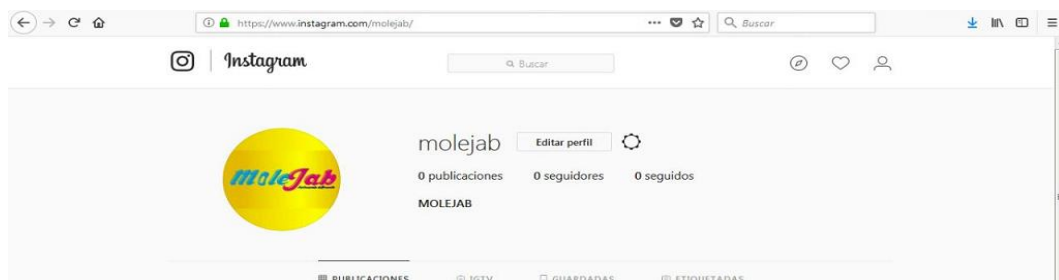 https://www.instagram.com/molejab/
Buscar
Instagram
Buscar
molejab
Editar perfil
0 publicaciones 0 seguidores 0 seguidos
MOLEJAB
MoleJab
PUBLICACIONES IGTV GUARDADAS ETIQUETADAS